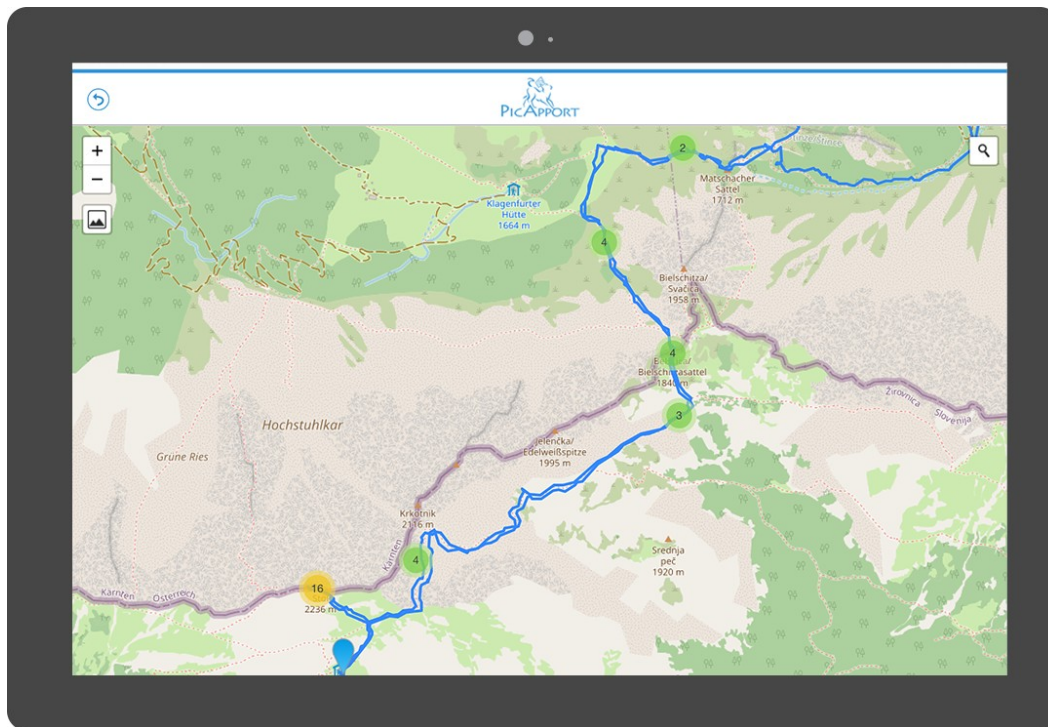 PICAPPORT
+
−
2
Matschacher
Sattel
1712 m
Klagenfurter
Hütte
1664 m
4
Bielschitza/
Svačica
1958 m
4
Bielschitzasattel
1840 m
Žirovnica
Slovenija
3
Hochstuhlkar
Jelenčka/
Edelweißspitze
1995 m
Grüne Ries
Krkotnik
2116 m
Srednja
peč
1920 m
Kärnten
4
16
2236 m
Kärnten
Österreich